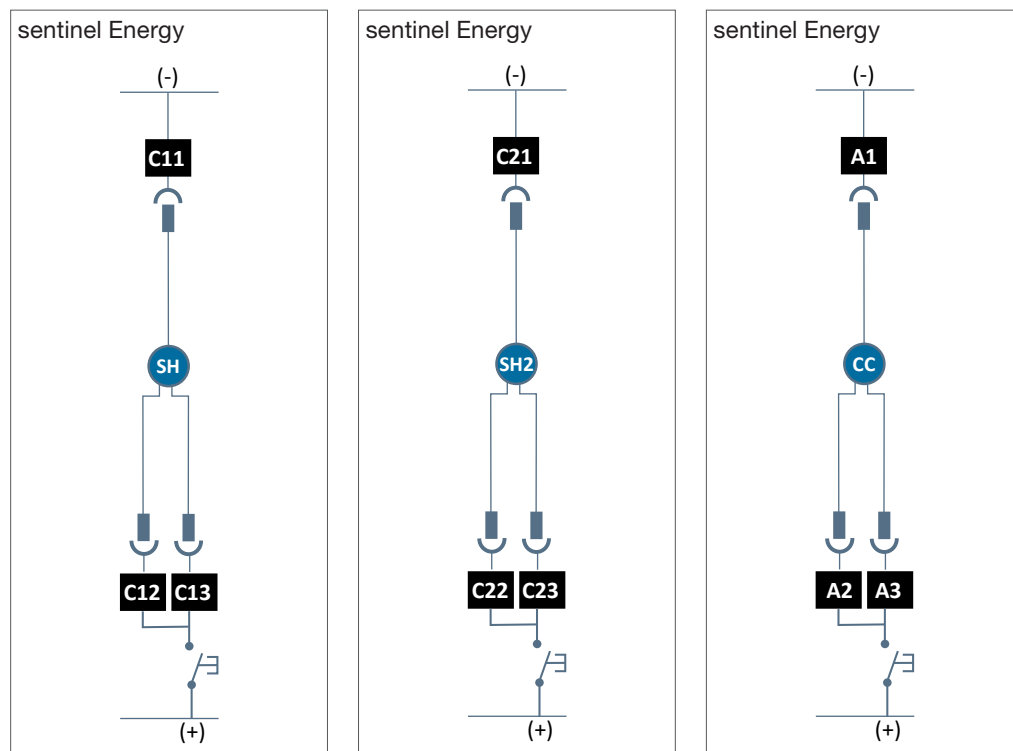 sentinel Energy
(-)
C11
SH
C12 C13
(+)
sentinel Energy
(-)
C21
SH2
C22 C23
(+)
sentinel Energy
(-)
A1
CC
A2 A3
(+)